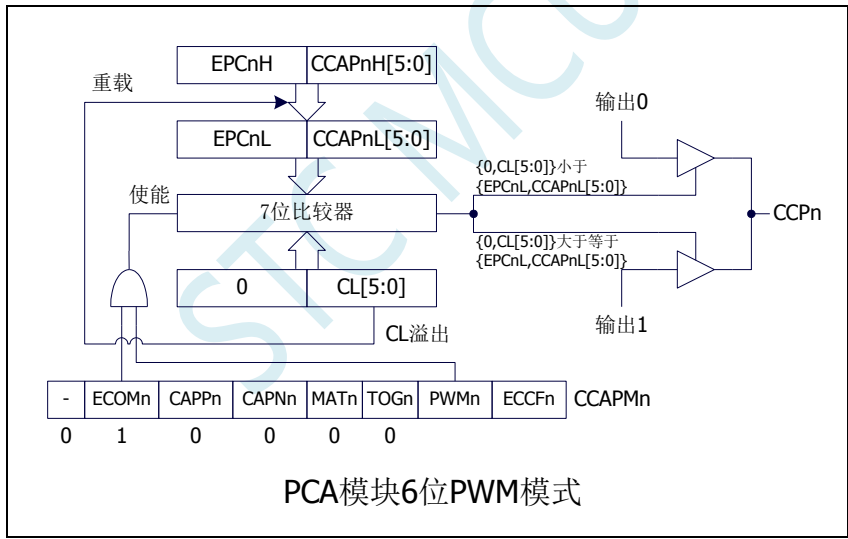 EPCnH CCAPnH[5:0]
重载
输出0
EPCnL CCAPnL[5:0]
{0,CL[5:0]}小于
{EPCnL,CCAPnL[5:0]}
使能
7位比较器
CCPn
{0,CL[5:0]}大于等于
{EPCnL,CCAPnL[5:0]}
0 CL[5:0]
输出1
CL溢出
- ECOMn CAPPn CAPNn MATn TOGn PWMn ECCFn CCAPMn
0 1 0 0 0 0
PCA模块6位PWM模式
STC MCU